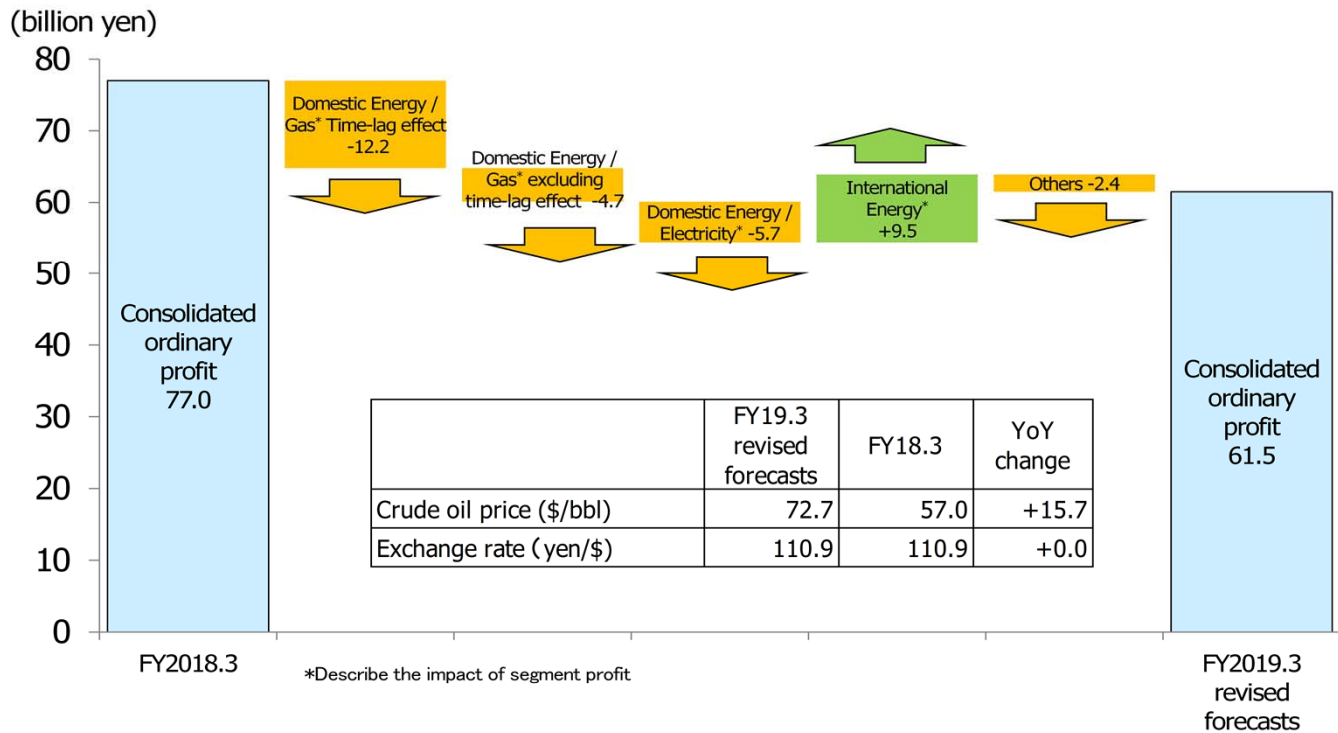 (billion yen)
80
70
60
50
40
30
20
10
0
Consolidated
ordinary
profit
77.0
Domestic Energy /
Gas* Time-lag effect
-12.2
Domestic Energy /
Gas* excluding
time-lag effect -4.7
Domestic Energy /
Electricity* -5.7
International
Energy*
+9.5
Others -2.4
Consolidated
ordinary
profit
61.5
FY19.3
revised
forecasts
FY18.3
YoY
change
Crude oil price ($/bbl) 72.7 57.0 +15.7
Exchange rate (yen/$) 110.9 110.9 +0.0
FY2018.3
*Describe the impact of segment profit
FY2019.3
revised
forecasts